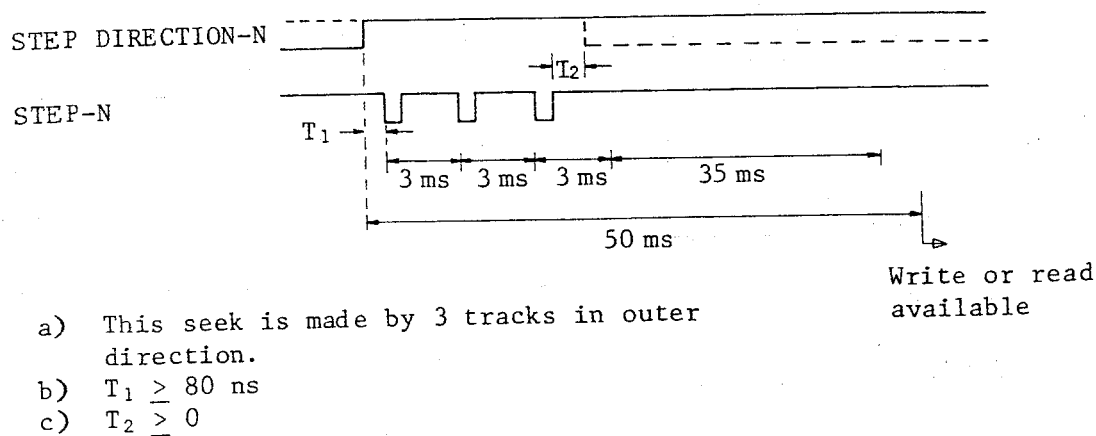 STEP DIRECTION-N
T2
STEP-N
T1
3 ms 3 ms 3 ms 35 ms
50 ms
Write or read
available
a) This seek is made by 3 tracks in outer
direction.
b) T1 ≥ 80 ns
c) T2 ≥ 0